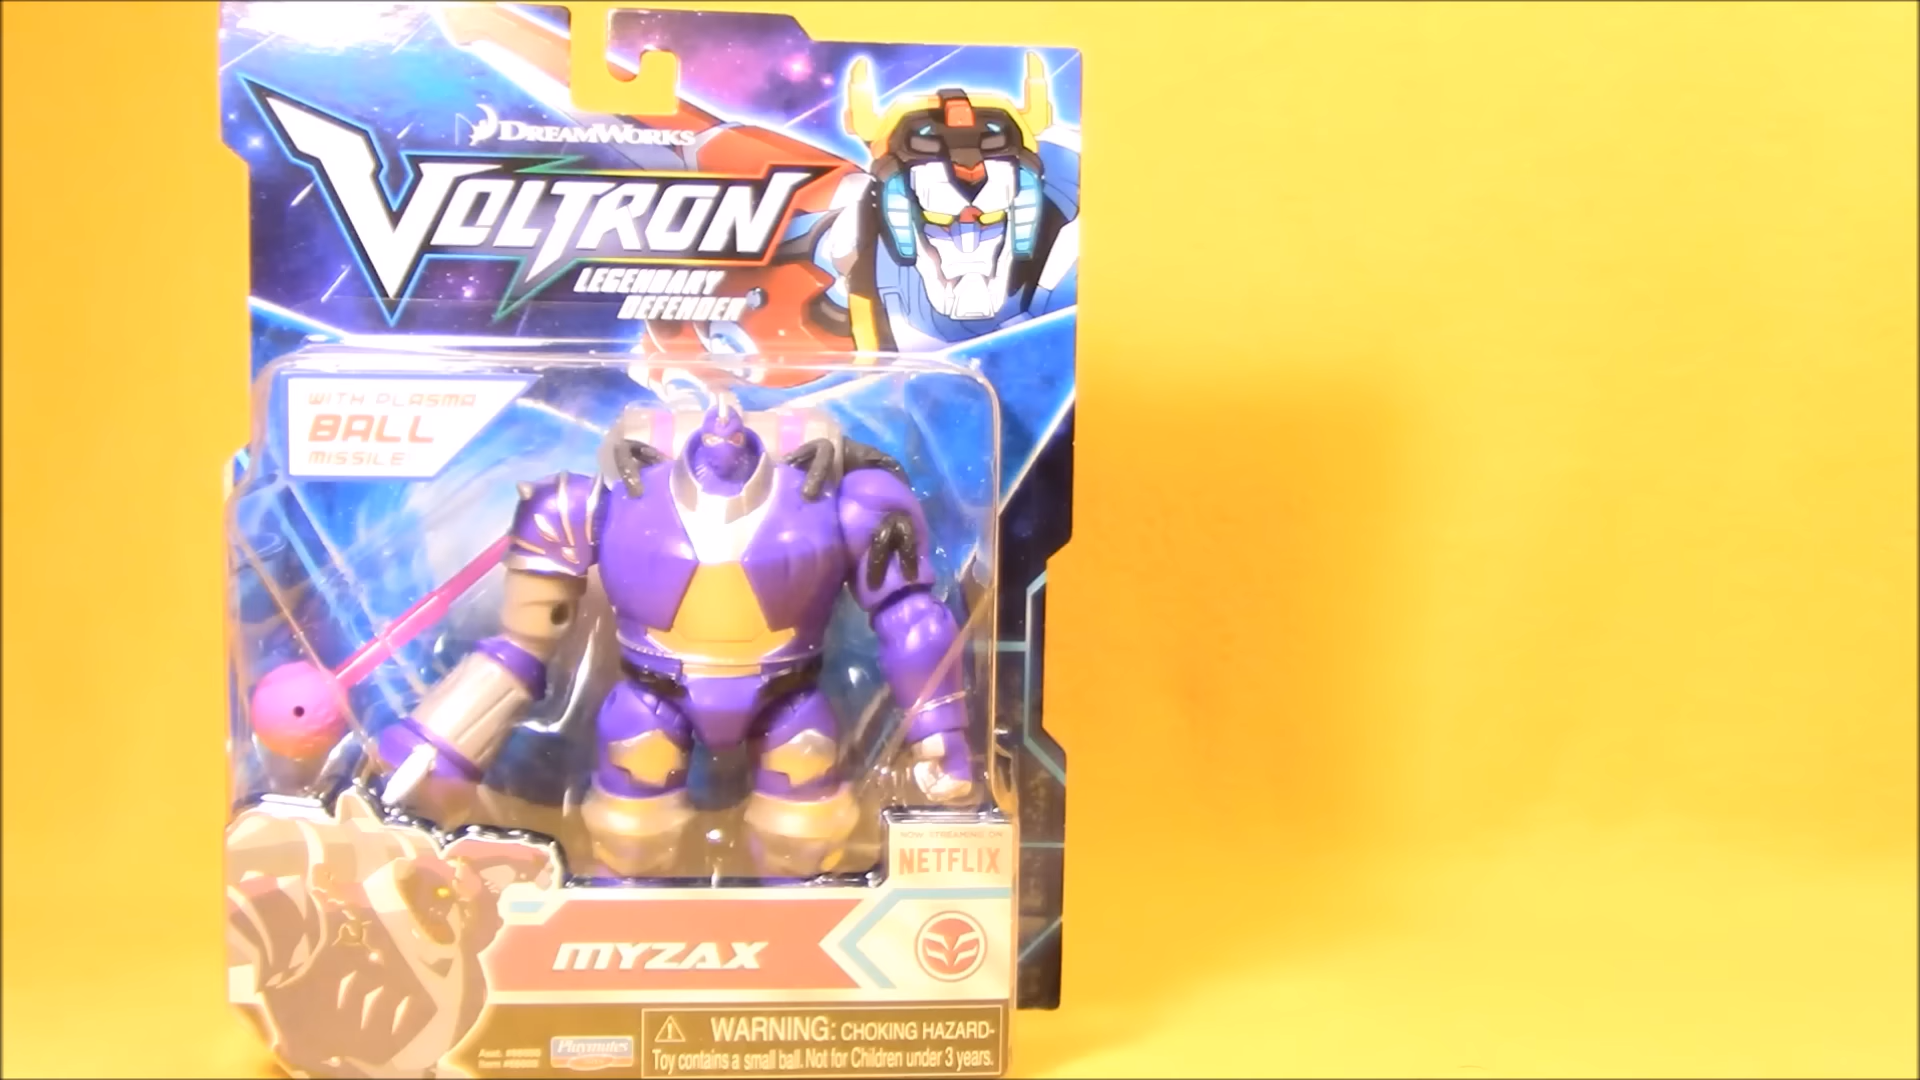 DREAMWORKS
VOLTRON
LEGENDARY
DEFENDER
WITH PLASMA
BALL
MISSILE
NOW STREAMING ON
NETFLIX
MYZAX
WARNING: CHOKING HAZARD-
Toy contains a small ball. Not for Children under 3 years.
Playmates